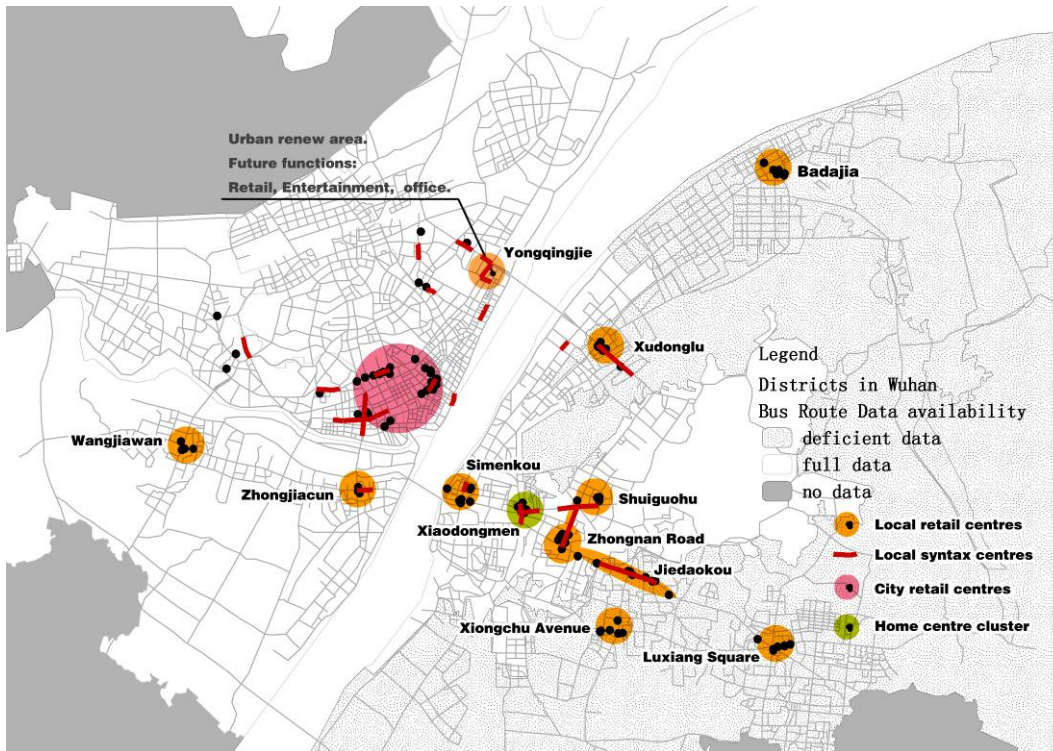 Urban renew area.
Future functions:
Retail, Entertainment, office.
Badajia
Yongqingjie
Xudonglu
Legend
Districts in Wuhan
Bus Route Data availability
deficient data
full data
no data
Wangjiawan
Zhongjiacun
Simenkou
Shuiguohu
Xiaodongmen
Zhongnan Road
Jiedaokou
Xiongchu Avenue
Luxiang Square
Local retail centres
Local syntax centres
City retail centres
Home centre cluster